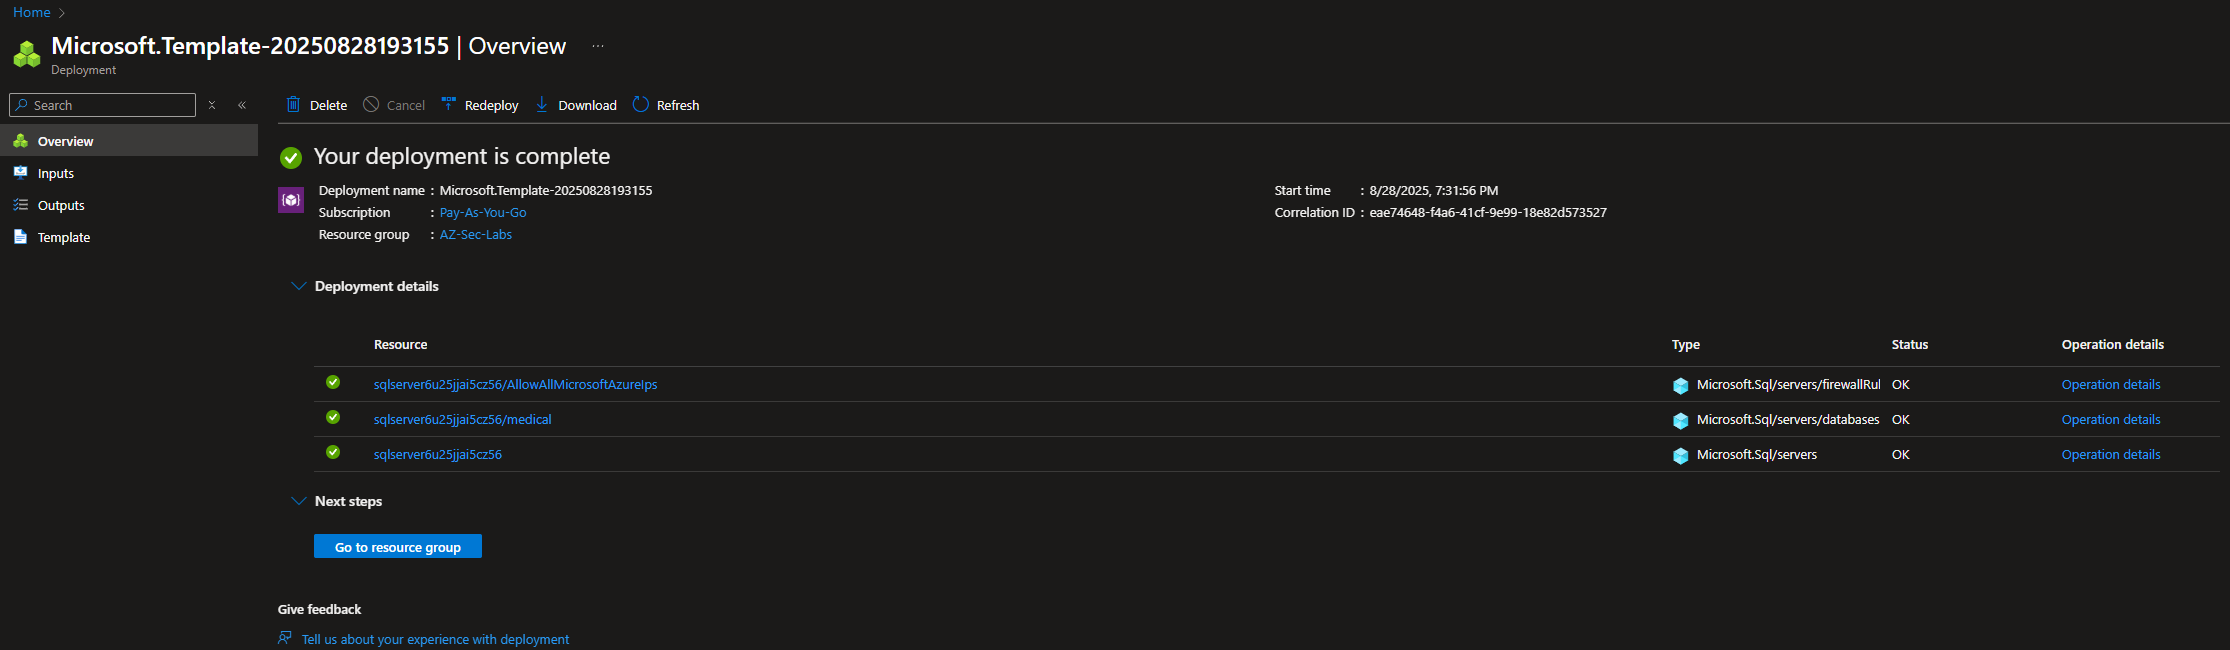 Home >
Microsoft.Template-20250828193155 | Overview ...
Deployment
Search
Delete Cancel Redeploy Download Refresh
Overview
Inputs
Outputs
Template
Your deployment is complete
Deployment name : Microsoft.Template-20250828193155
Subscription : Pay-As-You-Go
Resource group : AZ-Sec-Labs
Start time : 8/28/2025, 7:31:56 PM
Correlation ID : eae74648-f4a6-41cf-9e99-18e82d573527
Deployment details
Resource Type Status Operation details
sqlserver6u25jjai5cz56/AllowAllMicrosoftAzureIps Microsoft.Sql/servers/firewallRul OK Operation details
sqlserver6u25jjai5cz56/medical Microsoft.Sql/servers/databases OK Operation details
sqlserver6u25jjai5cz56 Microsoft.Sql/servers OK Operation details
Next steps
Go to resource group
Give feedback
Tell us about your experience with deployment